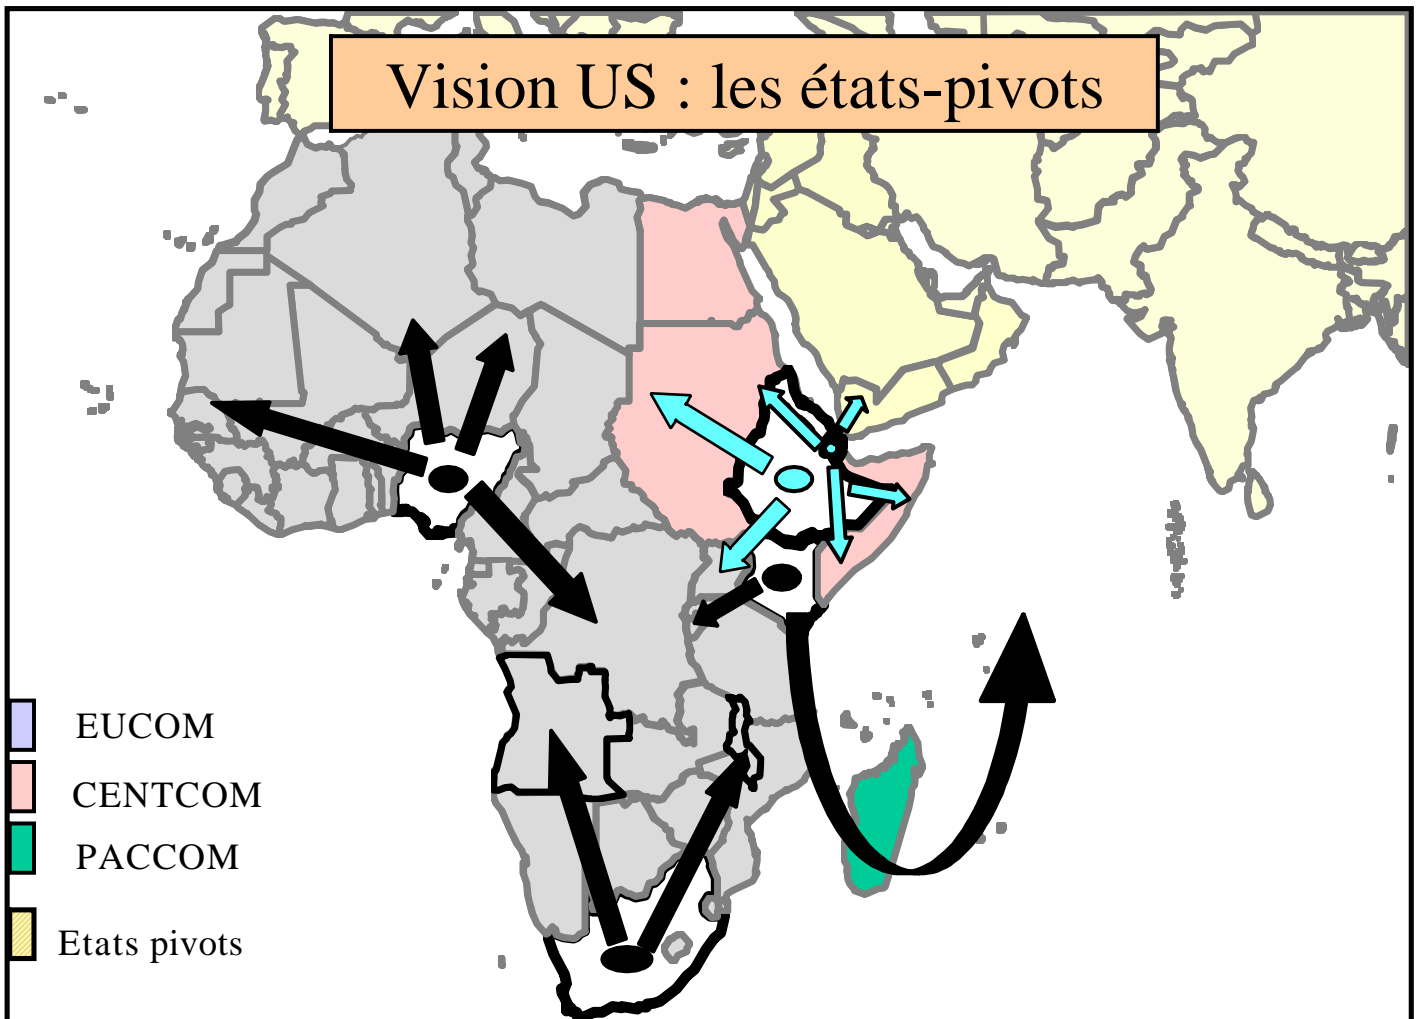 Vision US : les états-pivots
EUCOM
CENTCOM
PACCOM
Etats pivots